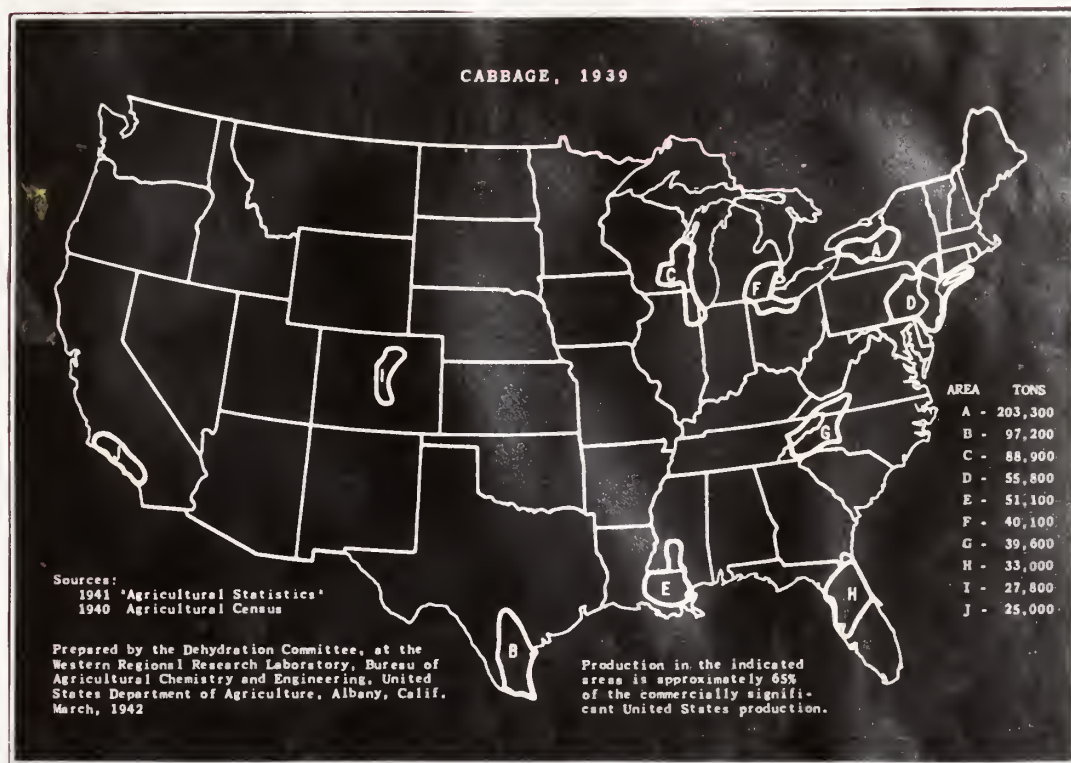 CABBAGE, 1939
A
C
F
D
I
G
J
E
H
B
AREA TONS
A - 203,300
B - 97,200
C - 88,900
D - 55,800
E - 51,100
F - 40,100
G - 39,600
H - 33,000
I - 27,800
J - 25,000
Sources:
1941 "Agricultural Statistics"
1940 Agricultural Census
Prepared by the Dehydration Committee, at the
Western Regional Research Laboratory, Bureau of
Agricultural Chemistry and Engineering, United
States Department of Agriculture, Albany, Calif.
March, 1942
Production in the indicated
areas is approximately 65%
of the commercially signifi-
cant United States production.